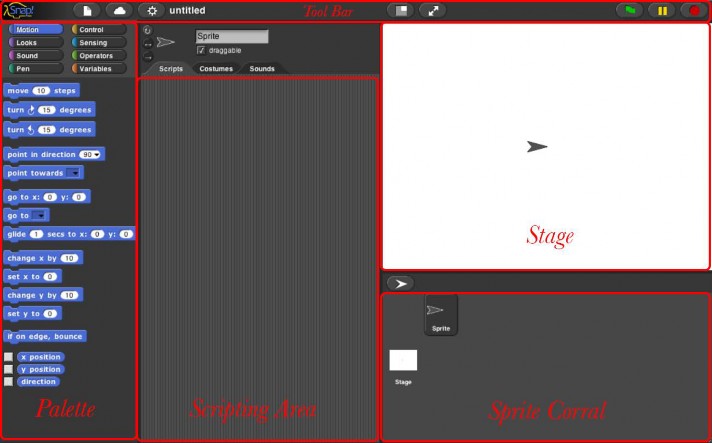 Snap!
untitled
Tool Bar
Motion Control
Looks Sensing
Sound Operators
Pen Variables
Sprite
draggable
Scripts Costumes Sounds
move 10 steps
turn 15 degrees
turn 15 degrees
point in direction 90
point towards
go to x: 0 y: 0
go to
glide 1 secs to x: 0 y: 0
change x by 10
set x to 0
change y by 10
set y to 0
if on edge, bounce
x position
y position
direction
Palette
Scripting Area
Stage
Sprite
Stage
Sprite Corral